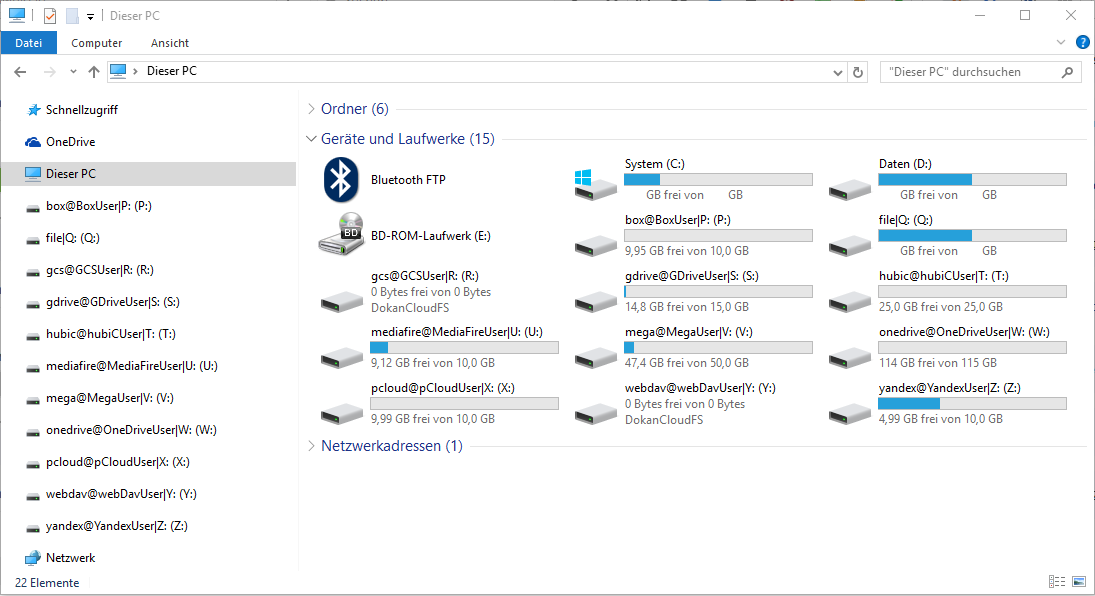 Dieser PC
Datei Computer Ansicht
Dieser PC
"Dieser PC" durchsuchen
Schnellzugriff
OneDrive
Dieser PC
box@BoxUser|P: (P:)
file|Q: (Q:)
gcs@GCSUser|R: (R:)
gdrive@GDriveUser|S: (S:)
hubic@hubiCUser|T: (T:)
mediafire@MediaFireUser|U: (U:)
mega@MegaUser|V: (V:)
onedrive@OneDriveUser|W: (W:)
pcloud@pCloudUser|X: (X:)
webdav@webDavUser|Y: (Y:)
yandex@YandexUser|Z: (Z:)
Netzwerk
Ordner (6)
Geräte und Laufwerke (15)
Bluetooth FTP
System (C:)
GB frei von GB
Daten (D:)
GB frei von GB
BD
BD-ROM-Laufwerk (E:)
box@BoxUser|P: (P:)
9,95 GB frei von 10,0 GB
file|Q: (Q:)
GB frei von GB
gcs@GCSUser|R: (R:)
0 Bytes frei von 0 Bytes
DokanCloudFS
gdrive@GDriveUser|S: (S:)
14,8 GB frei von 15,0 GB
hubic@hubiCUser|T: (T:)
25,0 GB frei von 25,0 GB
mediafire@MediaFireUser|U: (U:)
9,12 GB frei von 10,0 GB
mega@MegaUser|V: (V:)
47,4 GB frei von 50,0 GB
onedrive@OneDriveUser|W: (W:)
114 GB frei von 115 GB
pcloud@pCloudUser|X: (X:)
9,99 GB frei von 10,0 GB
webdav@webDavUser|Y: (Y:)
0 Bytes frei von 0 Bytes
DokanCloudFS
yandex@YandexUser|Z: (Z:)
4,99 GB frei von 10,0 GB
Netzwerkadressen (1)
22 Elemente